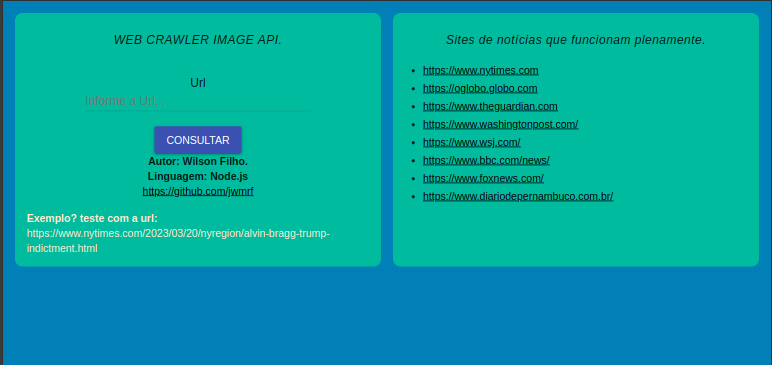 WEB CRAWLER IMAGE API.
Url
Informe a Url...
CONSULTAR
Autor: Wilson Filho.
Linguagem: Node.js
https://github.com/jwmrf
Exemplo? teste com a url:
https://www.nytimes.com/2023/03/20/nyregion/alvin-bragg-trump-
indictment.html
Sites de notícias que funcionam plenamente.
https://www.nytimes.com
https://oglobo.globo.com
https://www.theguardian.com
https://www.washingtonpost.com/
https://www.wsj.com/
https://www.bbc.com/news/
https://www.foxnews.com/
https://www.diariodepernambuco.com.br/